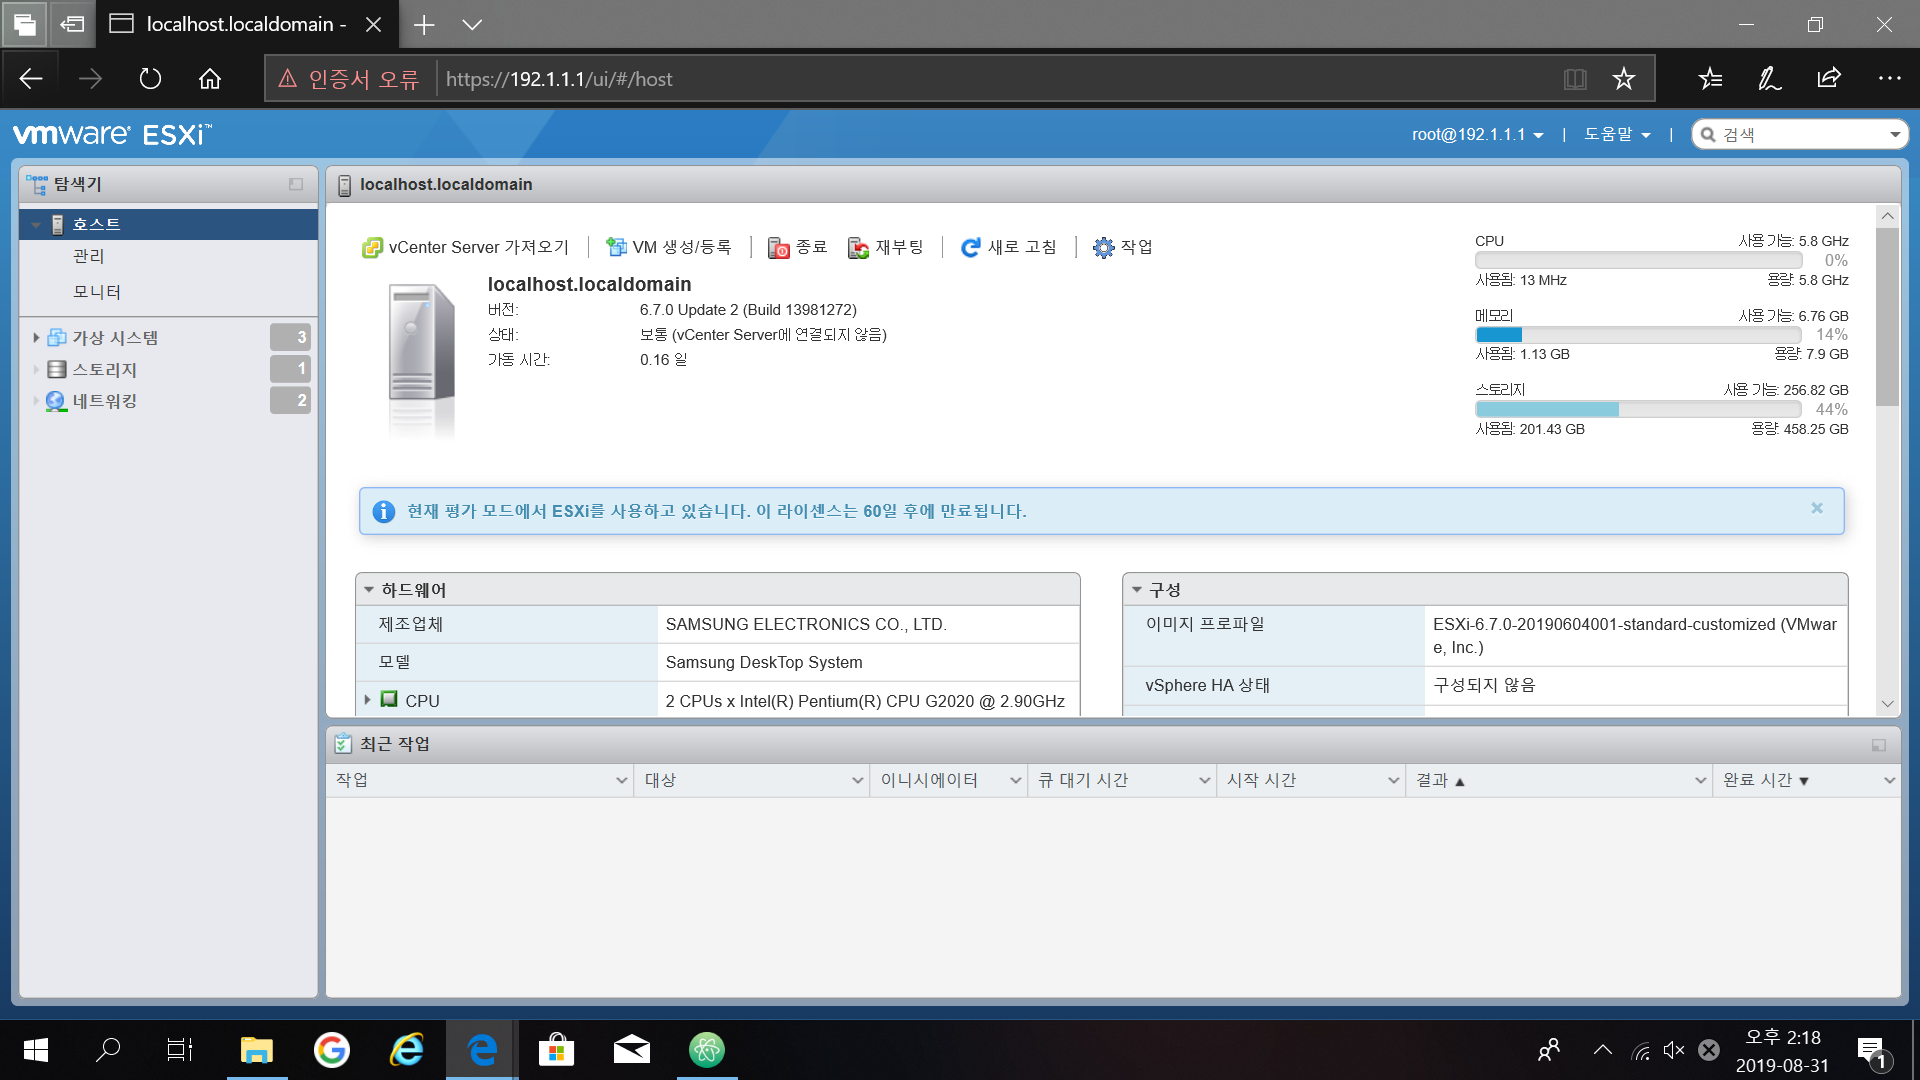 localhost.localdomain -
인증서 오류
https://192.1.1.1/ui/#/host
vmware® ESXi™
root@192.1.1.1
도움말
검색
탐색기
호스트
관리
모니터
가상 시스템 3
스토리지 1
네트워킹 2
localhost.localdomain
vCenter Server 가져오기
VM 생성/등록
종료
재부팅
새로 고침
작업
localhost.localdomain
버전: 6.7.0 Update 2 (Build 13981272)
상태: 보통 (vCenter Server에 연결되지 않음)
가동 시간: 0.16 일
CPU 사용 가능: 5.8 GHz
0%
사용됨: 13 MHz 용량: 5.8 GHz
메모리 사용 가능: 6.76 GB
14%
사용됨: 1.13 GB 용량: 7.9 GB
스토리지 사용 가능: 256.82 GB
44%
사용됨: 201.43 GB 용량: 458.25 GB
현재 평가 모드에서 ESXi를 사용하고 있습니다. 이 라이센스는 60일 후에 만료됩니다.
하드웨어
제조업체 SAMSUNG ELECTRONICS CO., LTD.
모델 Samsung DeskTop System
CPU 2 CPUs x Intel(R) Pentium(R) CPU G2020 @ 2.90GHz
구성
이미지 프로파일 ESXi-6.7.0-20190604001-standard-customized (VMwar
e, Inc.)
vSphere HA 상태 구성되지 않음
최근 작업
작업 대상 이니시에이터 큐 대기 시간 시작 시간 결과 ▲ 완료 시간 ▼
오후 2:18
2019-08-31
1